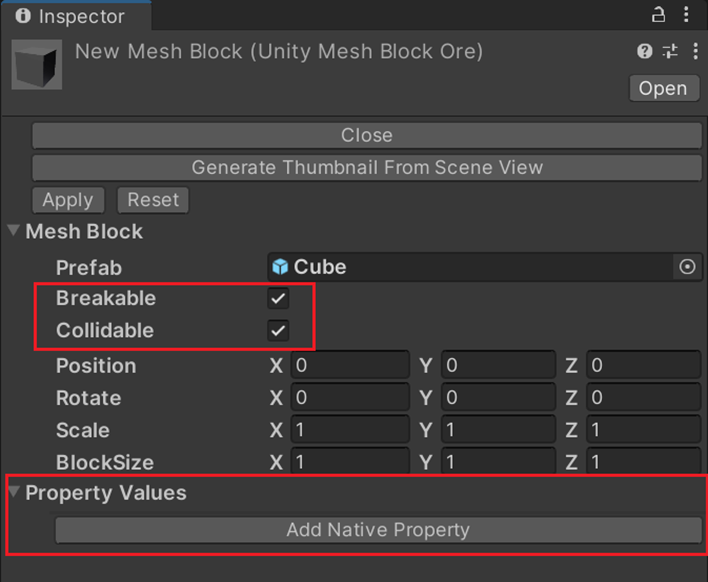 Inspector
New Mesh Block (Unity Mesh Block Ore)
Open
Close
Generate Thumbnail From Scene View
Apply Reset
Mesh Block
Prefab Cube
Breakable
Collidable
Position X 0 Y 0 Z 0
Rotate X 0 Y 0 Z 0
Scale X 1 Y 1 Z 1
BlockSize X 1 Y 1 Z 1
Property Values
Add Native Property